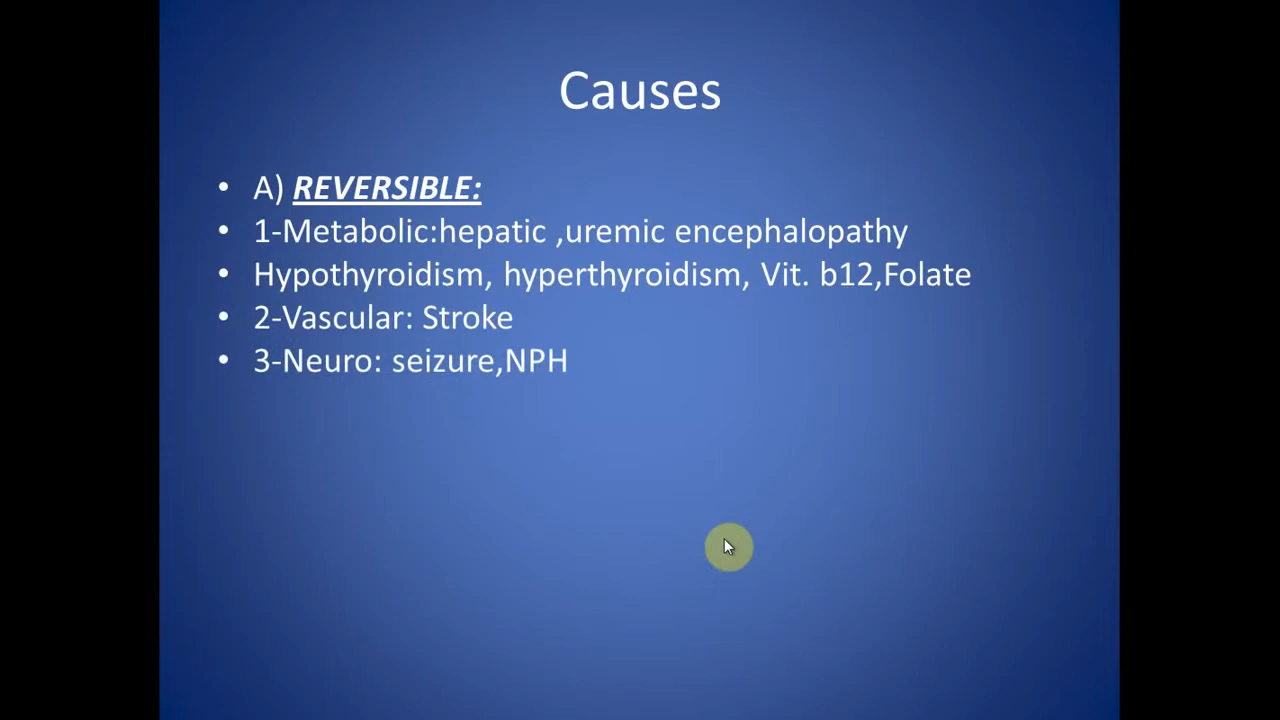 Causes
• A) REVERSIBLE:
• 1-Metabolic:hepatic ,uremic encephalopathy
• Hypothyroidism, hyperthyroidism, Vit. b12,Folate
• 2-Vascular: Stroke
• 3-Neuro: seizure,NPH